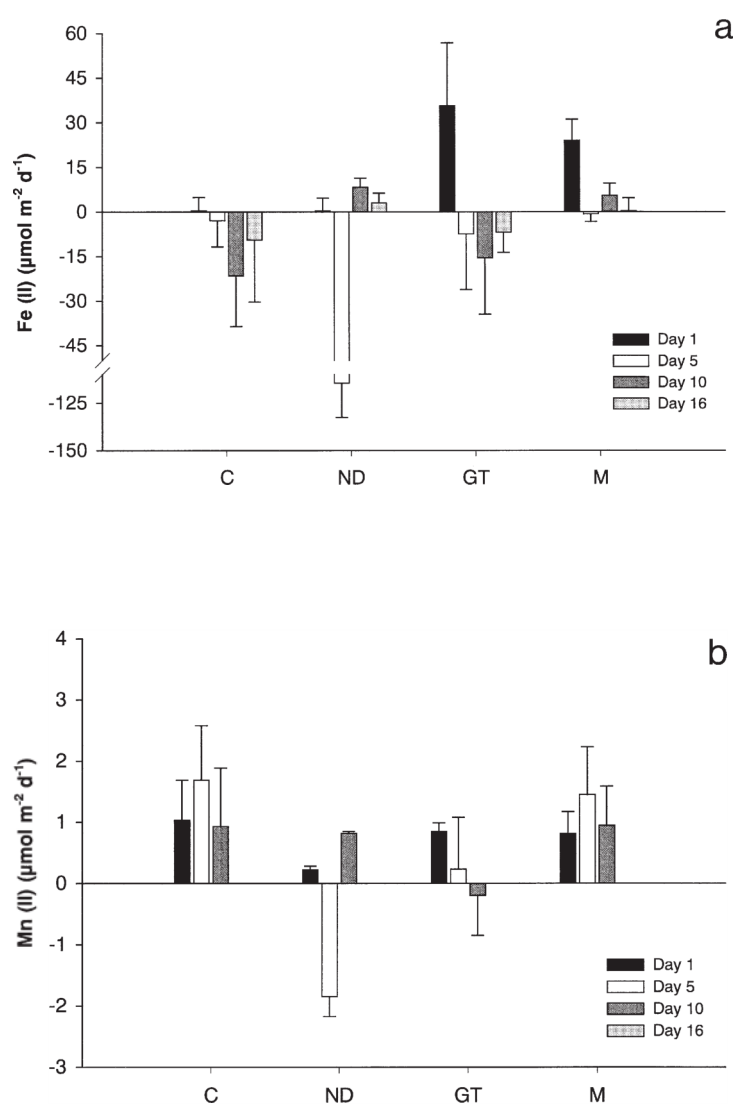 a
60
45
30
15
0
-15
-30
-45
-125
-150
Fe (II) (µmol m⁻² d⁻¹)
Day 1
Day 5
Day 10
Day 16
C ND GT M
b
4
3
2
1
0
-1
-2
-3
Mn (II) (µmol m⁻² d⁻¹)
Day 1
Day 5
Day 10
Day 16
C ND GT M